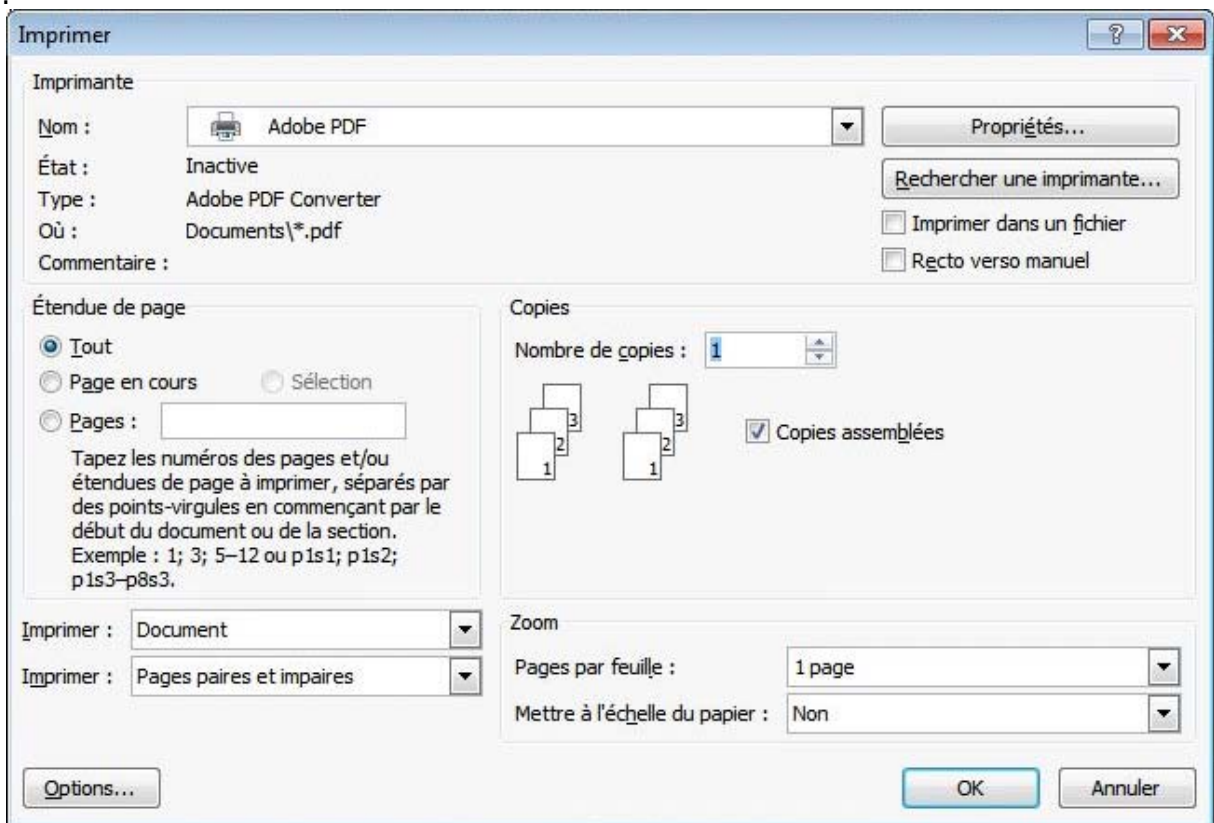 Imprimer
Imprimante
Nom :
Adobe PDF
Propriétés...
État :
Inactive
Rechercher une imprimante...
Type :
Adobe PDF Converter
Où :
Documents\*.pdf
Imprimer dans un fichier
Commentaire :
Recto verso manuel
Étendue de page
Tout
Page en cours
Sélection
Pages :
Tapez les numéros des pages et/ou
étendues de page à imprimer, séparés par
des points-virgules en commençant par le
début du document ou de la section.
Exemple : 1; 3; 5–12 ou p1s1; p1s2;
p1s3–p8s3.
Copies
Nombre de copies :
1
3
2
1
3
2
1
Copies assemblées
Imprimer :
Document
Imprimer :
Pages paires et impaires
Zoom
Pages par feuille :
1 page
Mettre à l'échelle du papier :
Non
Options...
OK
Annuler